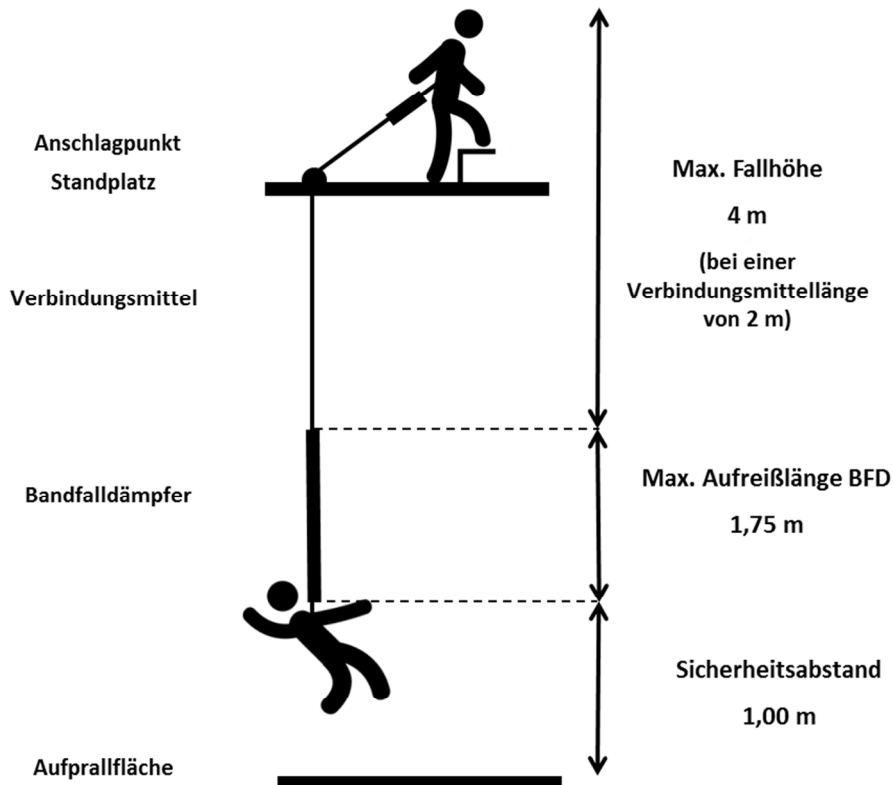 Anschlagpunkt
Standplatz
Max. Fallhöhe
4 m
(bei einer
Verbindungsmittellänge
von 2 m)
Verbindungsmittel
Bandfalldämpfer
Max. Aufreißlänge BFD
1,75 m
Sicherheitsabstand
1,00 m
Aufprallfläche